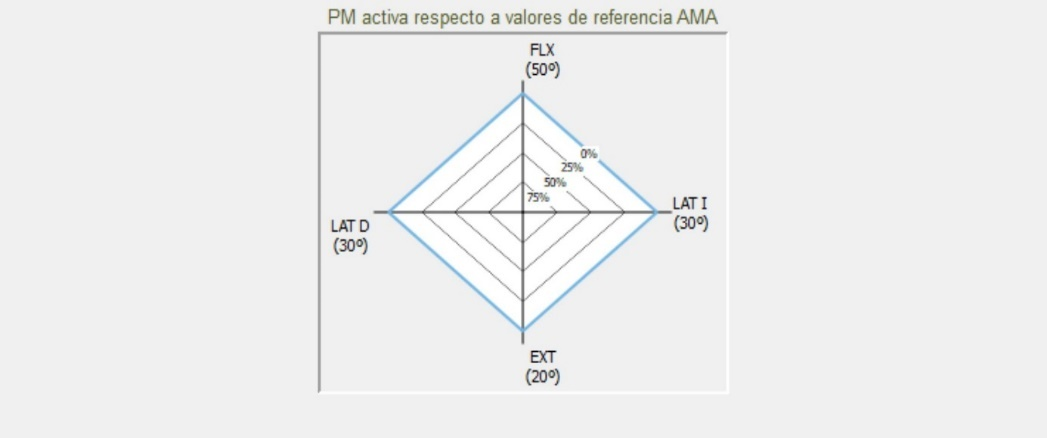 PM activa respecto a valores de referencia AMA
FLX
(50º)
0%
25%
50%
75%
LAT I
(30º)
LAT D
(30º)
EXT
(20º)